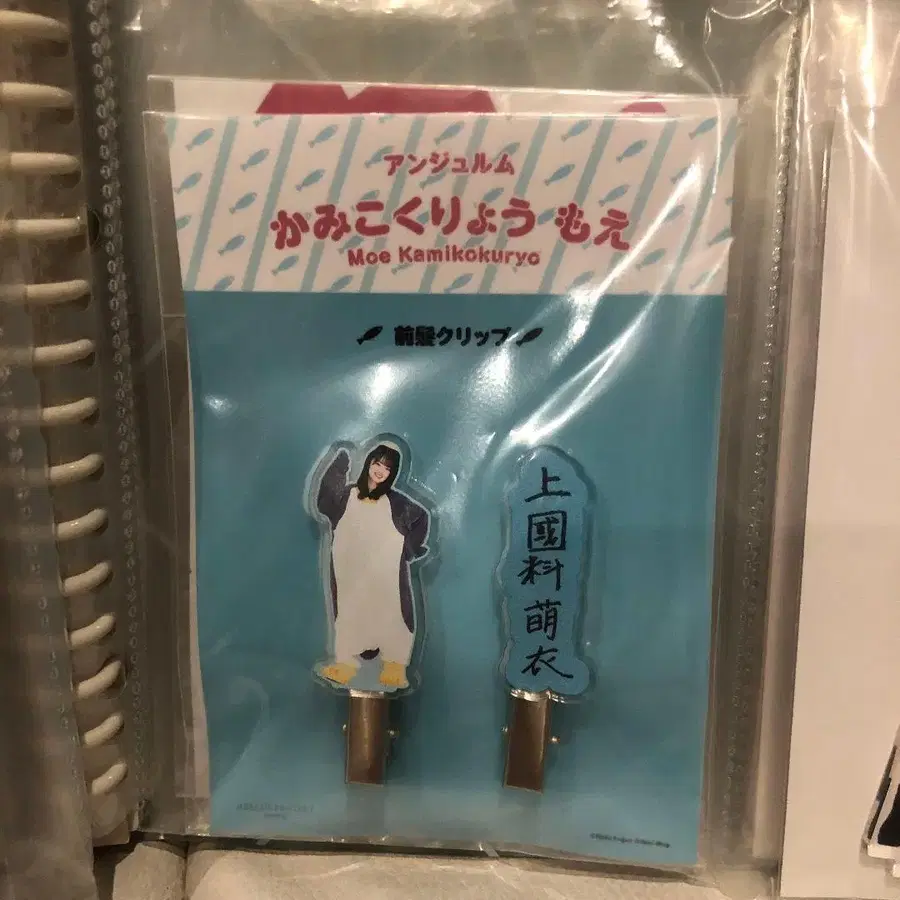 アンジュルム
かみこくりょう もえ
Moe Kamikokuryo
前髪クリップ
上國料萌衣